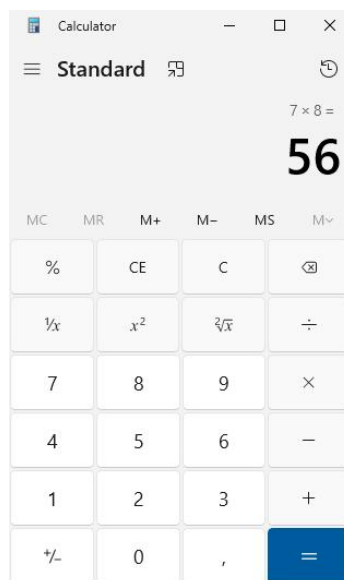 Calculator
Standard
7 × 8 =
56
MC MR M+ M− MS M
% CE C
¹/x x² ²√x ÷
7 8 9 ×
4 5 6 −
1 2 3 +
+/− 0 , =